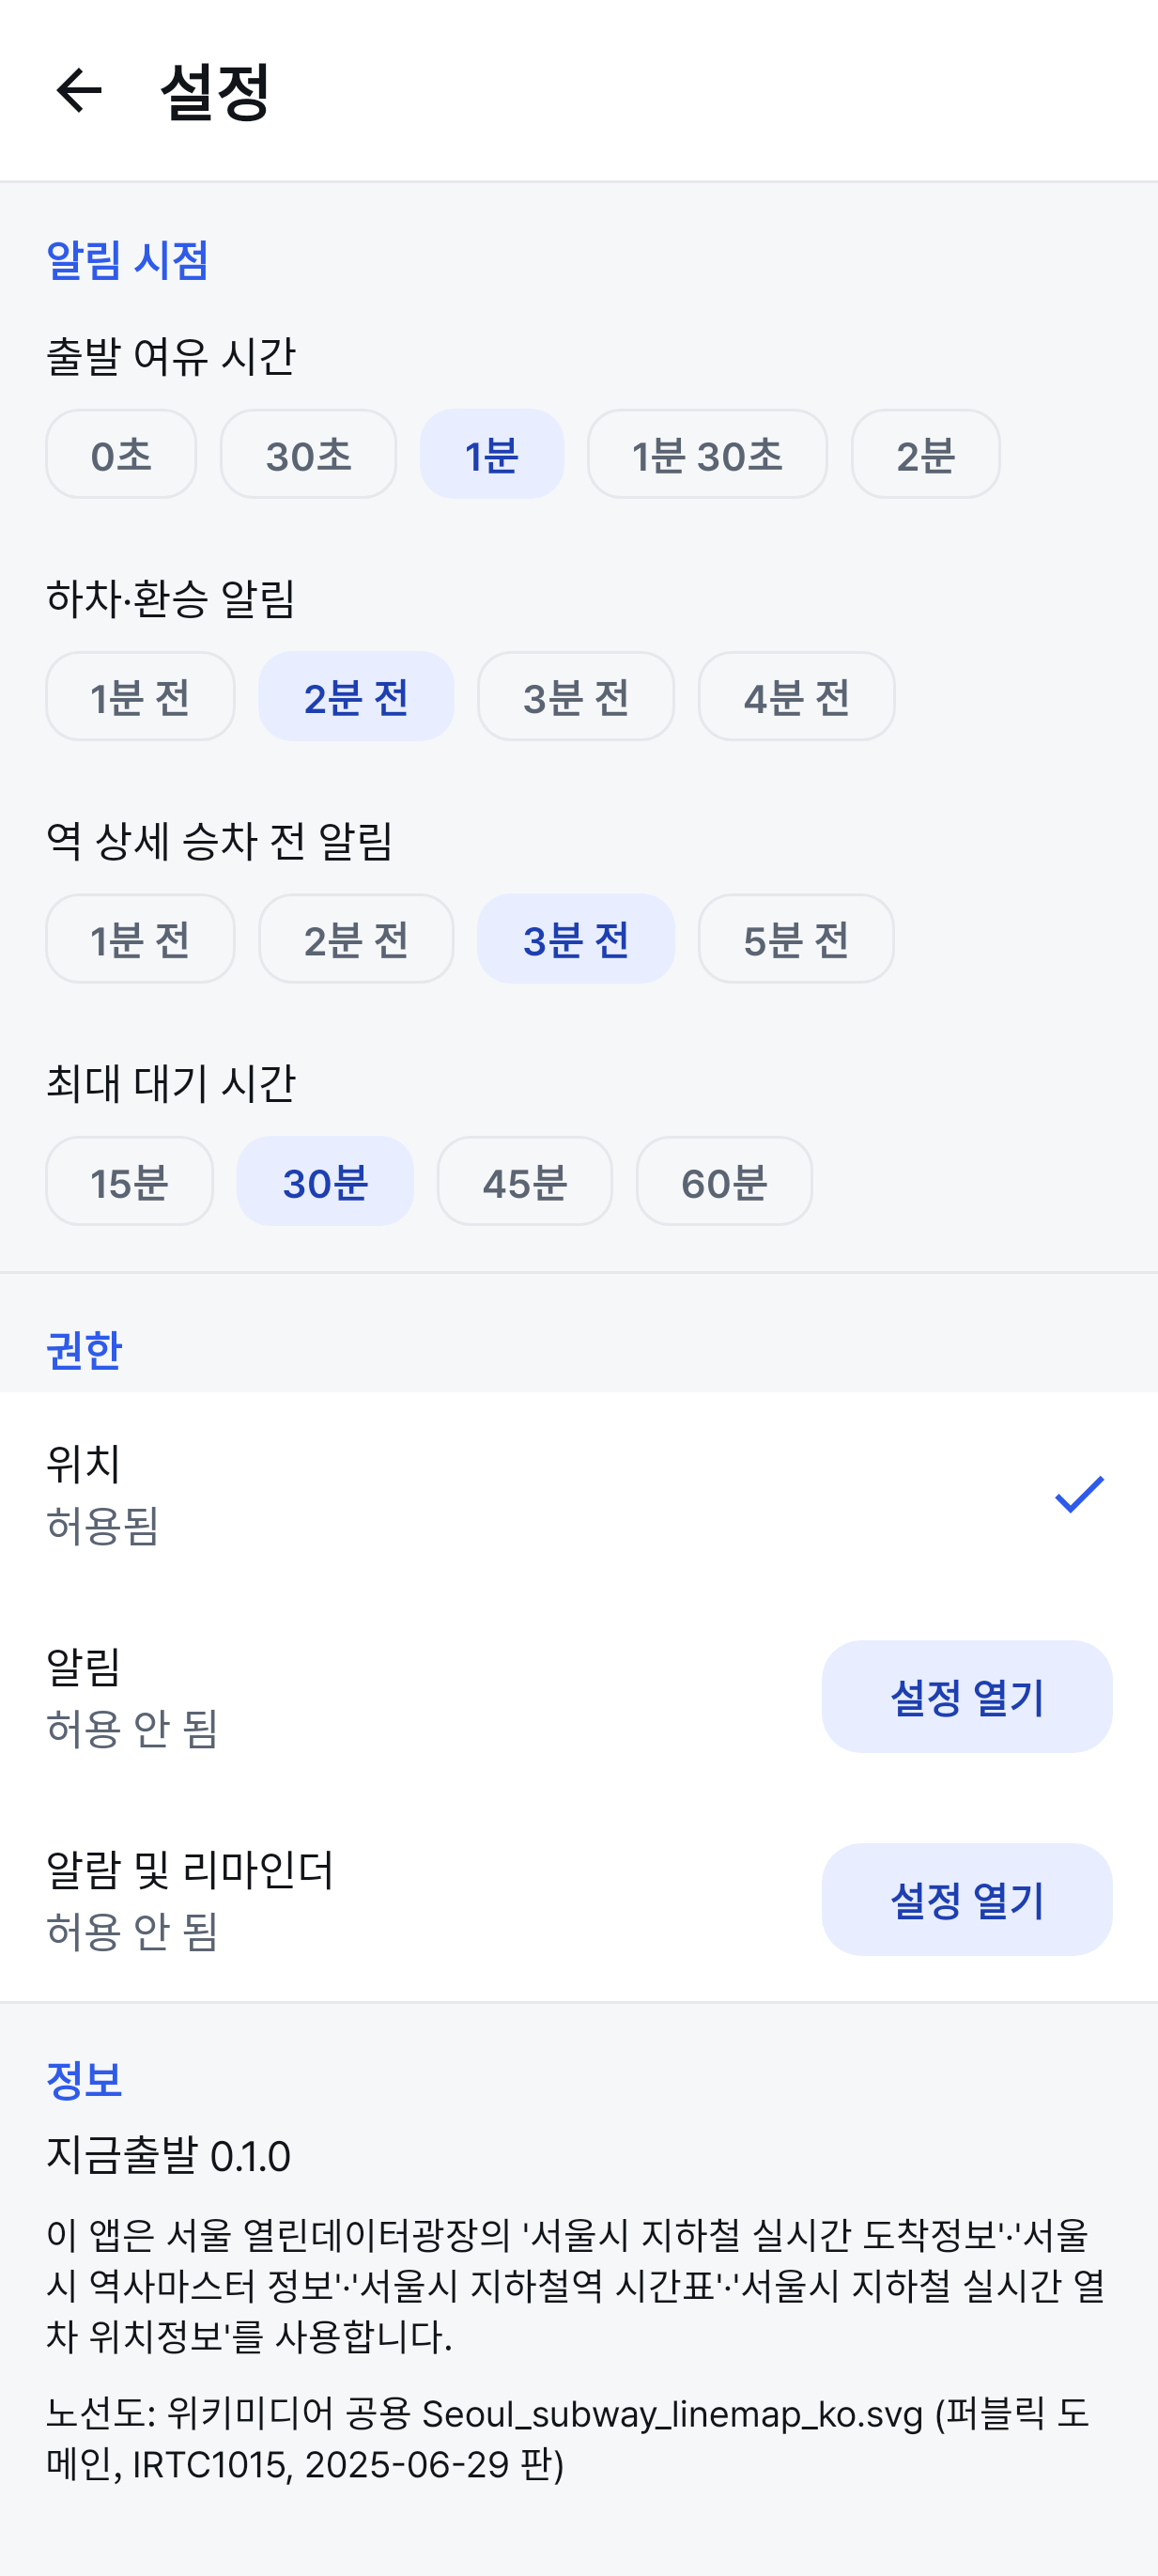 설정
알림 시점
출발 여유 시간
0초 30초 1분 1분 30초 2분
하차·환승 알림
1분 전 2분 전 3분 전 4분 전
역 상세 승차 전 알림
1분 전 2분 전 3분 전 5분 전
최대 대기 시간
15분 30분 45분 60분
권한
위치
허용됨
알림
허용 안 됨
설정 열기
알람 및 리마인더
허용 안 됨
설정 열기
정보
지금출발 0.1.0
이 앱은 서울 열린데이터광장의 '서울시 지하철 실시간 도착정보'·'서울
시 역사마스터 정보'·'서울시 지하철역 시간표'·'서울시 지하철 실시간 열
차 위치정보'를 사용합니다.
노선도: 위키미디어 공용 Seoul_subway_linemap_ko.svg (퍼블릭 도
메인, IRTC1015, 2025-06-29 판)